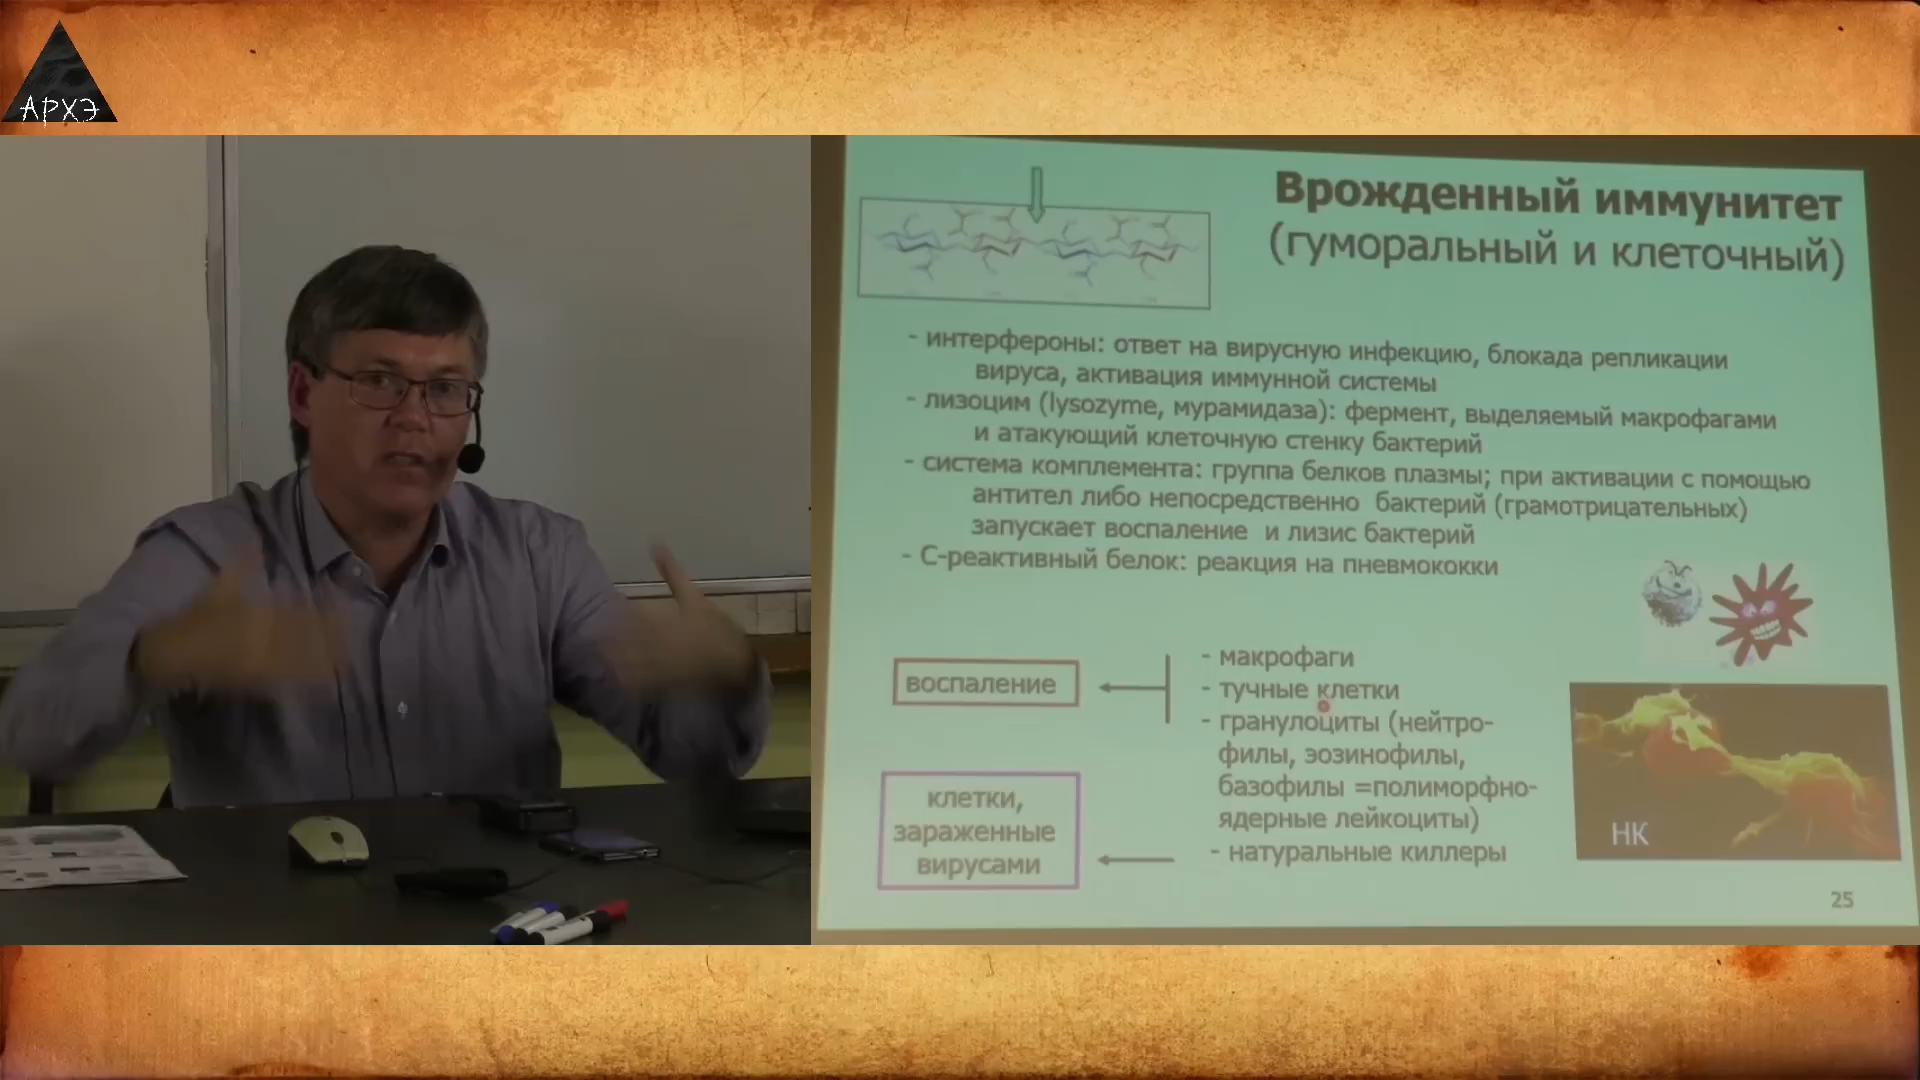 АРХЭ
Врожденный иммунитет
(гуморальный и клеточный)
- интерфероны: ответ на вирусную инфекцию, блокада репликации
вируса, активация иммунной системы
- лизоцим (lysozyme, мурамидаза): фермент, выделяемый макрофагами
и атакующий клеточную стенку бактерий
- система комплемента: группа белков плазмы; при активации с помощью
антител либо непосредственно бактерий (грамотрицательных)
запускает воспаление и лизис бактерий
- С-реактивный белок: реакция на пневмококки
воспаление
- макрофаги
- тучные клетки
- гранулоциты (нейтро-
филы, эозинофилы,
базофилы =полиморфно-
ядерные лейкоциты)
- натуральные киллеры
клетки,
зараженные
вирусами
НК
25